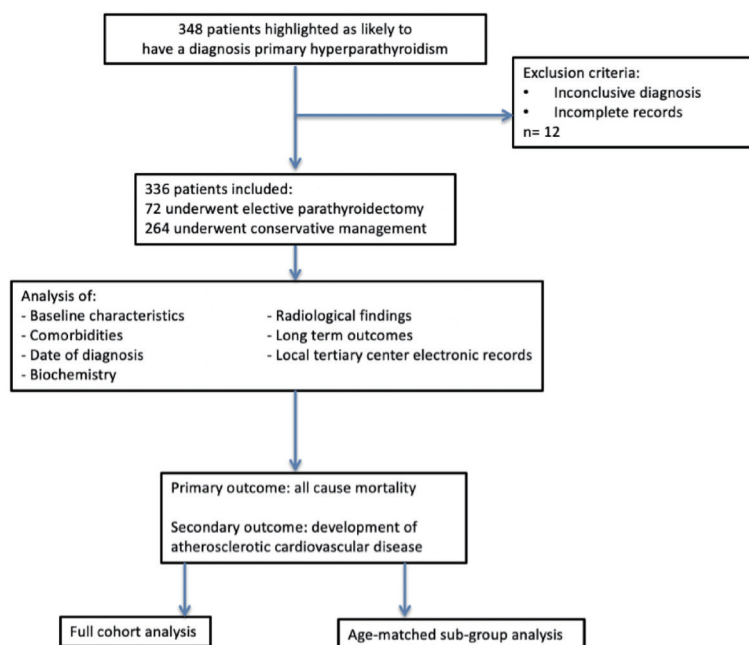 348 patients highlighted as likely to
have a diagnosis primary hyperparathyroidism
Exclusion criteria:
• Inconclusive diagnosis
• Incomplete records
n= 12
336 patients included:
72 underwent elective parathyroidectomy
264 underwent conservative management
Analysis of:
- Baseline characteristics
- Comorbidities
- Date of diagnosis
- Biochemistry
- Radiological findings
- Long term outcomes
- Local tertiary center electronic records
Primary outcome: all cause mortality
Secondary outcome: development of
atherosclerotic cardiovascular disease
Full cohort analysis
Age-matched sub-group analysis